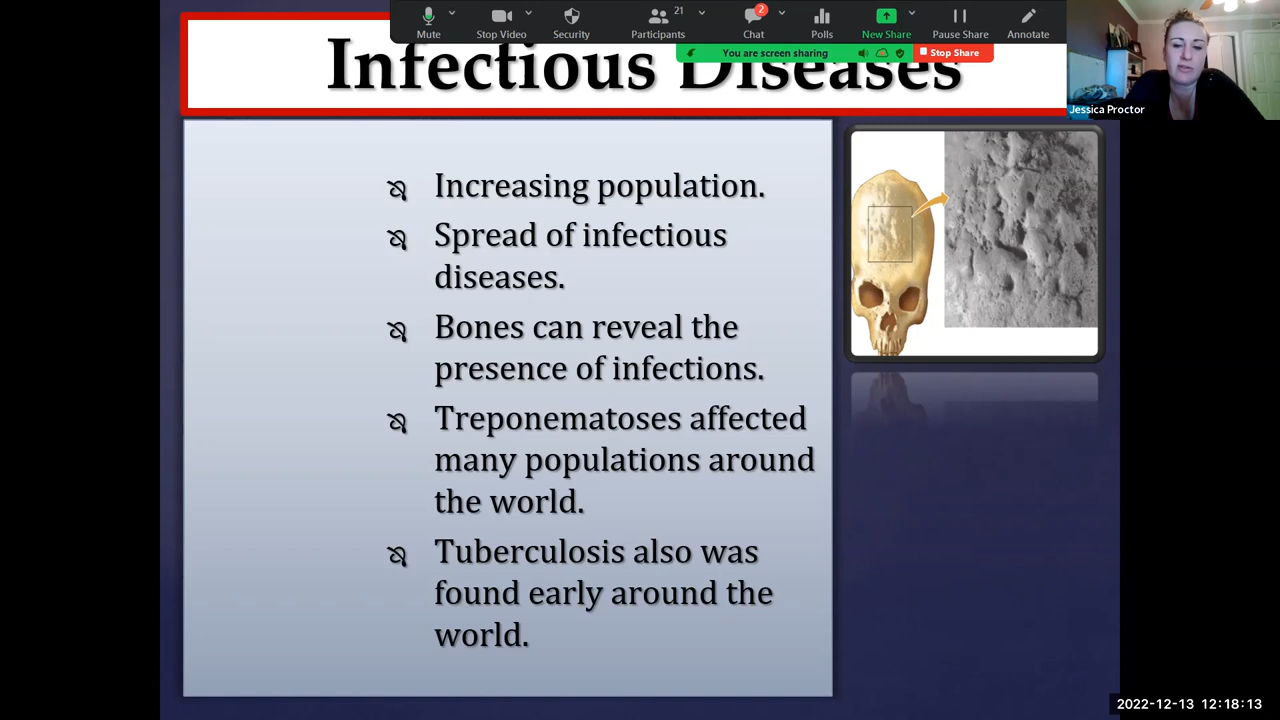 21
2
Mute
Stop Video
Security
Participants
Chat
Polls
New Share
Pause Share
Annotate
You are screen sharing
Stop Share
Infectious Diseases
Jessica Proctor
Increasing population.
Spread of infectious
diseases.
Bones can reveal the
presence of infections.
Treponematoses affected
many populations around
the world.
Tuberculosis also was
found early around the
world.
2022-12-13 12:18:13